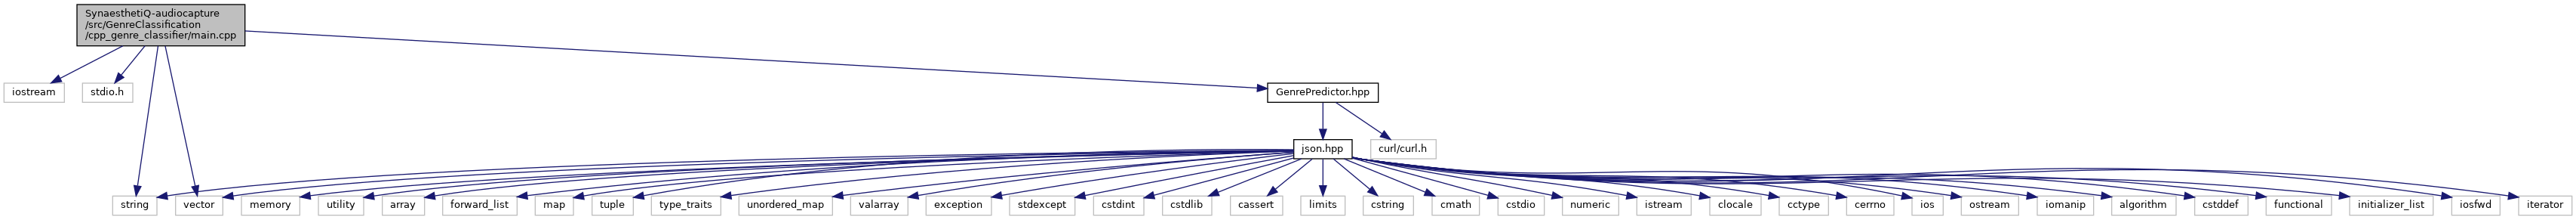 SynaesthetiQ-audiocapture
/src/GenreClassification
/cpp_genre_classifier/main.cpp
iostream
stdio.h
GenrePredictor.hpp
json.hpp
curl/curl.h
string
vector
memory
utility
array
forward_list
map
tuple
type_traits
unordered_map
valarray
exception
stdexcept
cstdint
cstdlib
cassert
limits
cstring
cmath
cstdio
numeric
istream
clocale
cctype
cerrno
ios
ostream
iomanip
algorithm
cstddef
functional
initializer_list
iosfwd
iterator